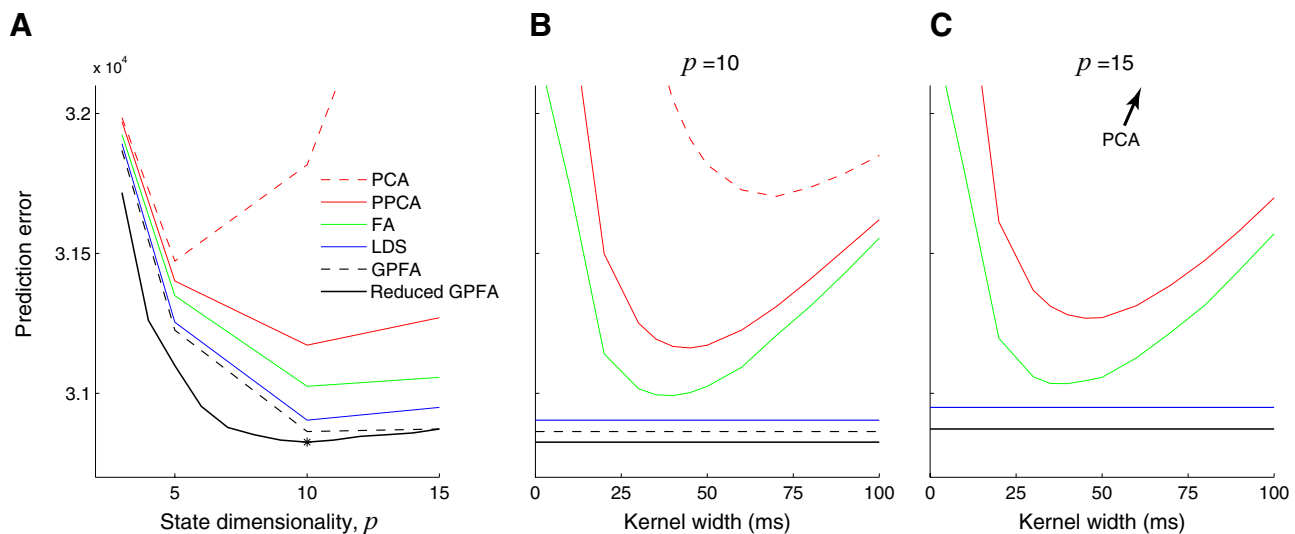 A
B
C
x 10⁴
p =10
p =15
3.2
3.15
3.1
Prediction error
PCA
PPCA
FA
LDS
GPFA
Reduced GPFA
PCA
5
10
15
0
25
50
75
100
0
25
50
75
100
State dimensionality, p
Kernel width (ms)
Kernel width (ms)